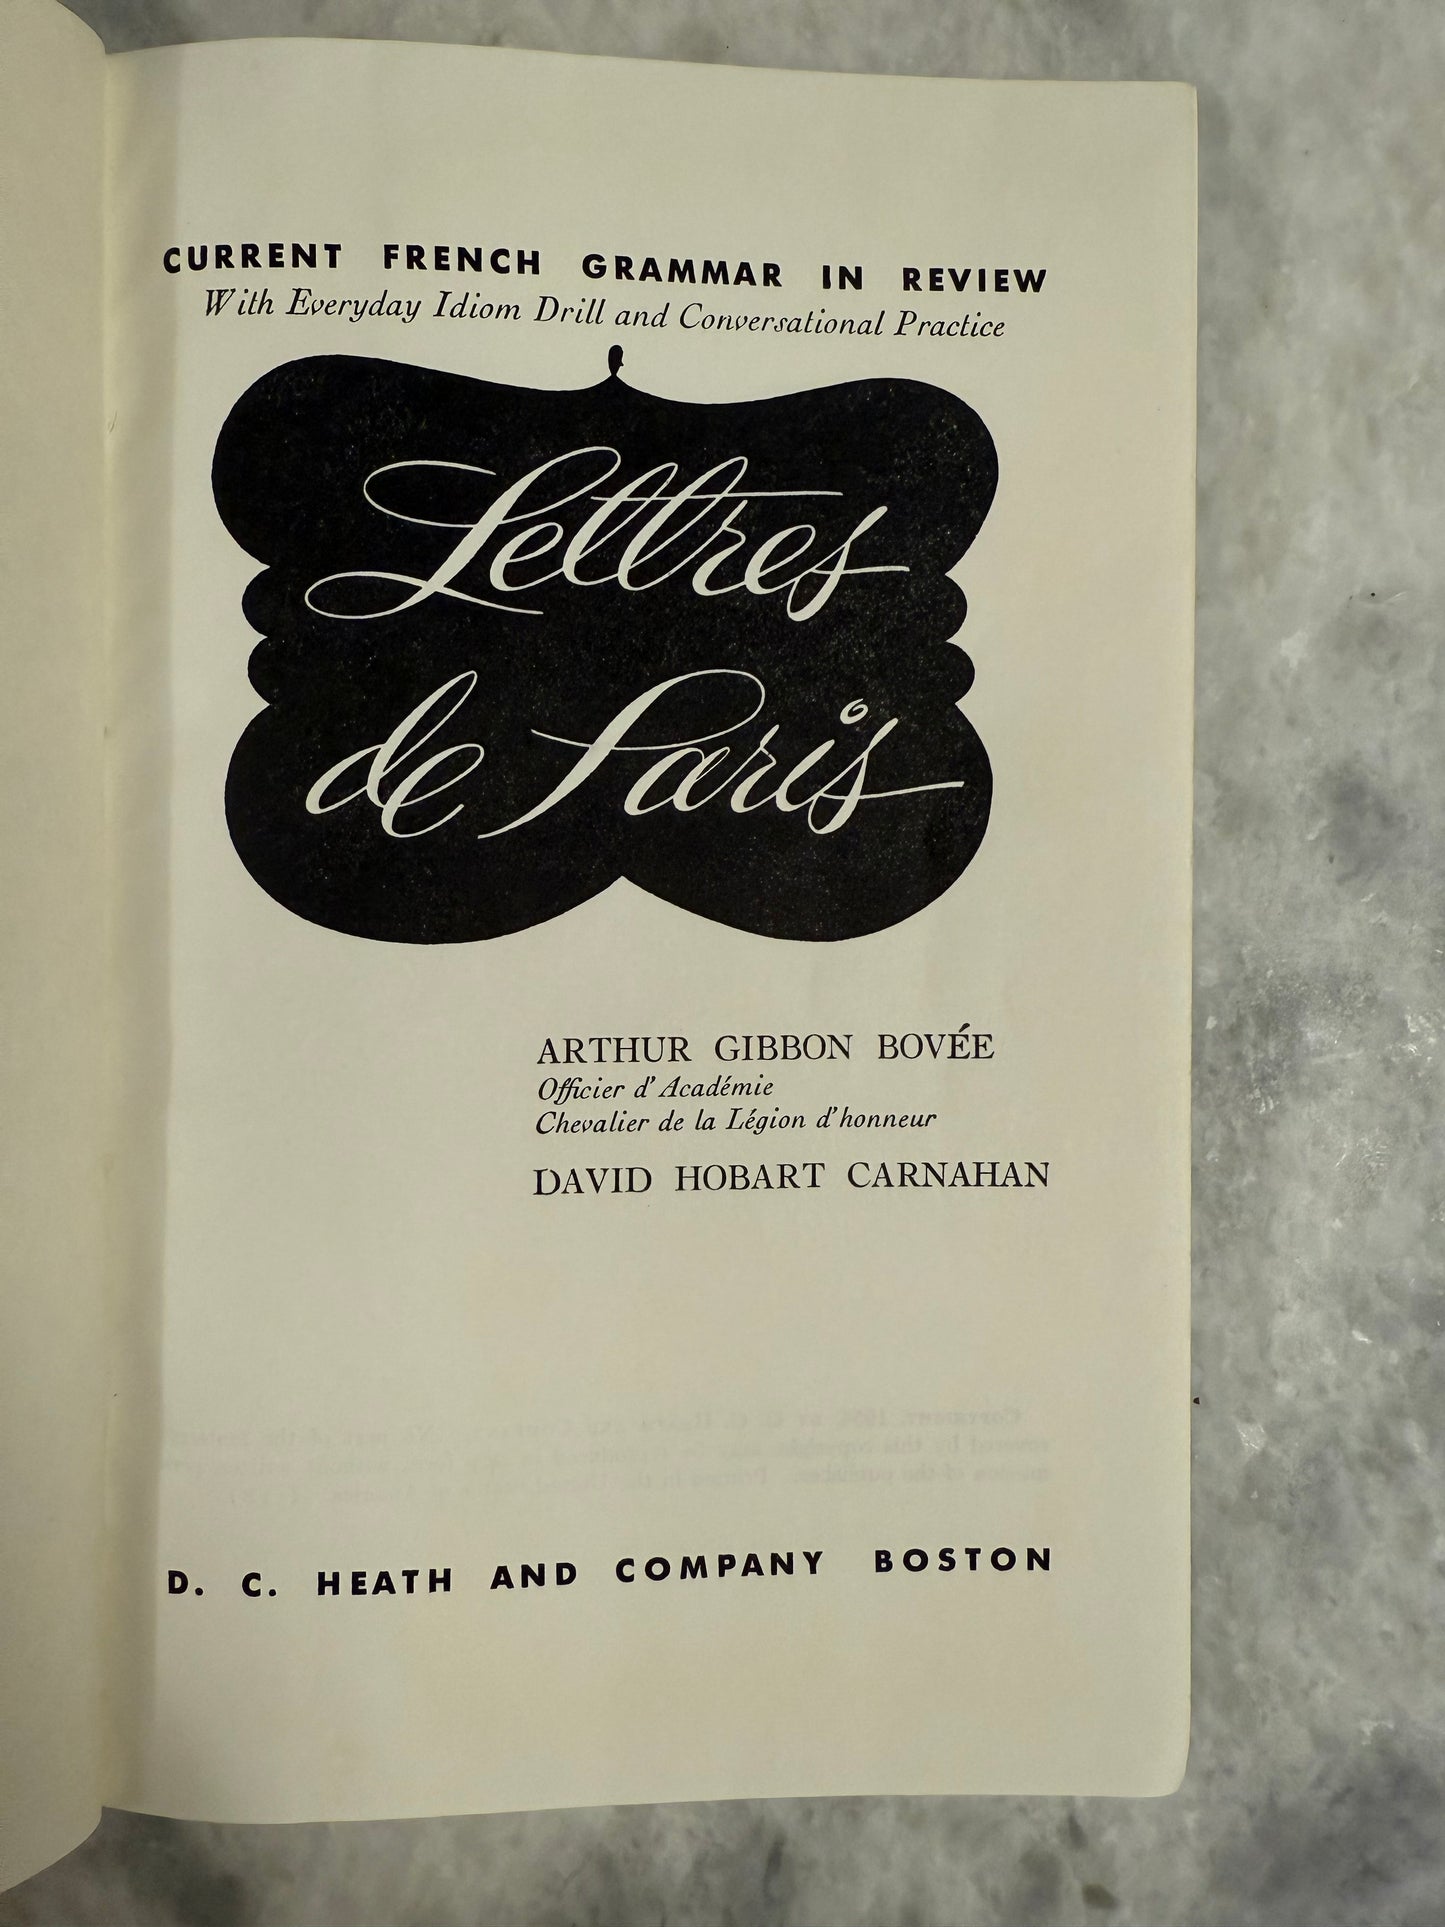 CURRENT FRENCH GRAMMAR IN REVIEW
With Everyday Idiom Drill and Conversational Practice
Lettres
de Paris
ARTHUR GIBBON BOVÉE
Officier d'Académie
Chevalier de la Légion d'honneur
DAVID HOBART CARNAHAN
D. C. HEATH AND COMPANY BOSTON